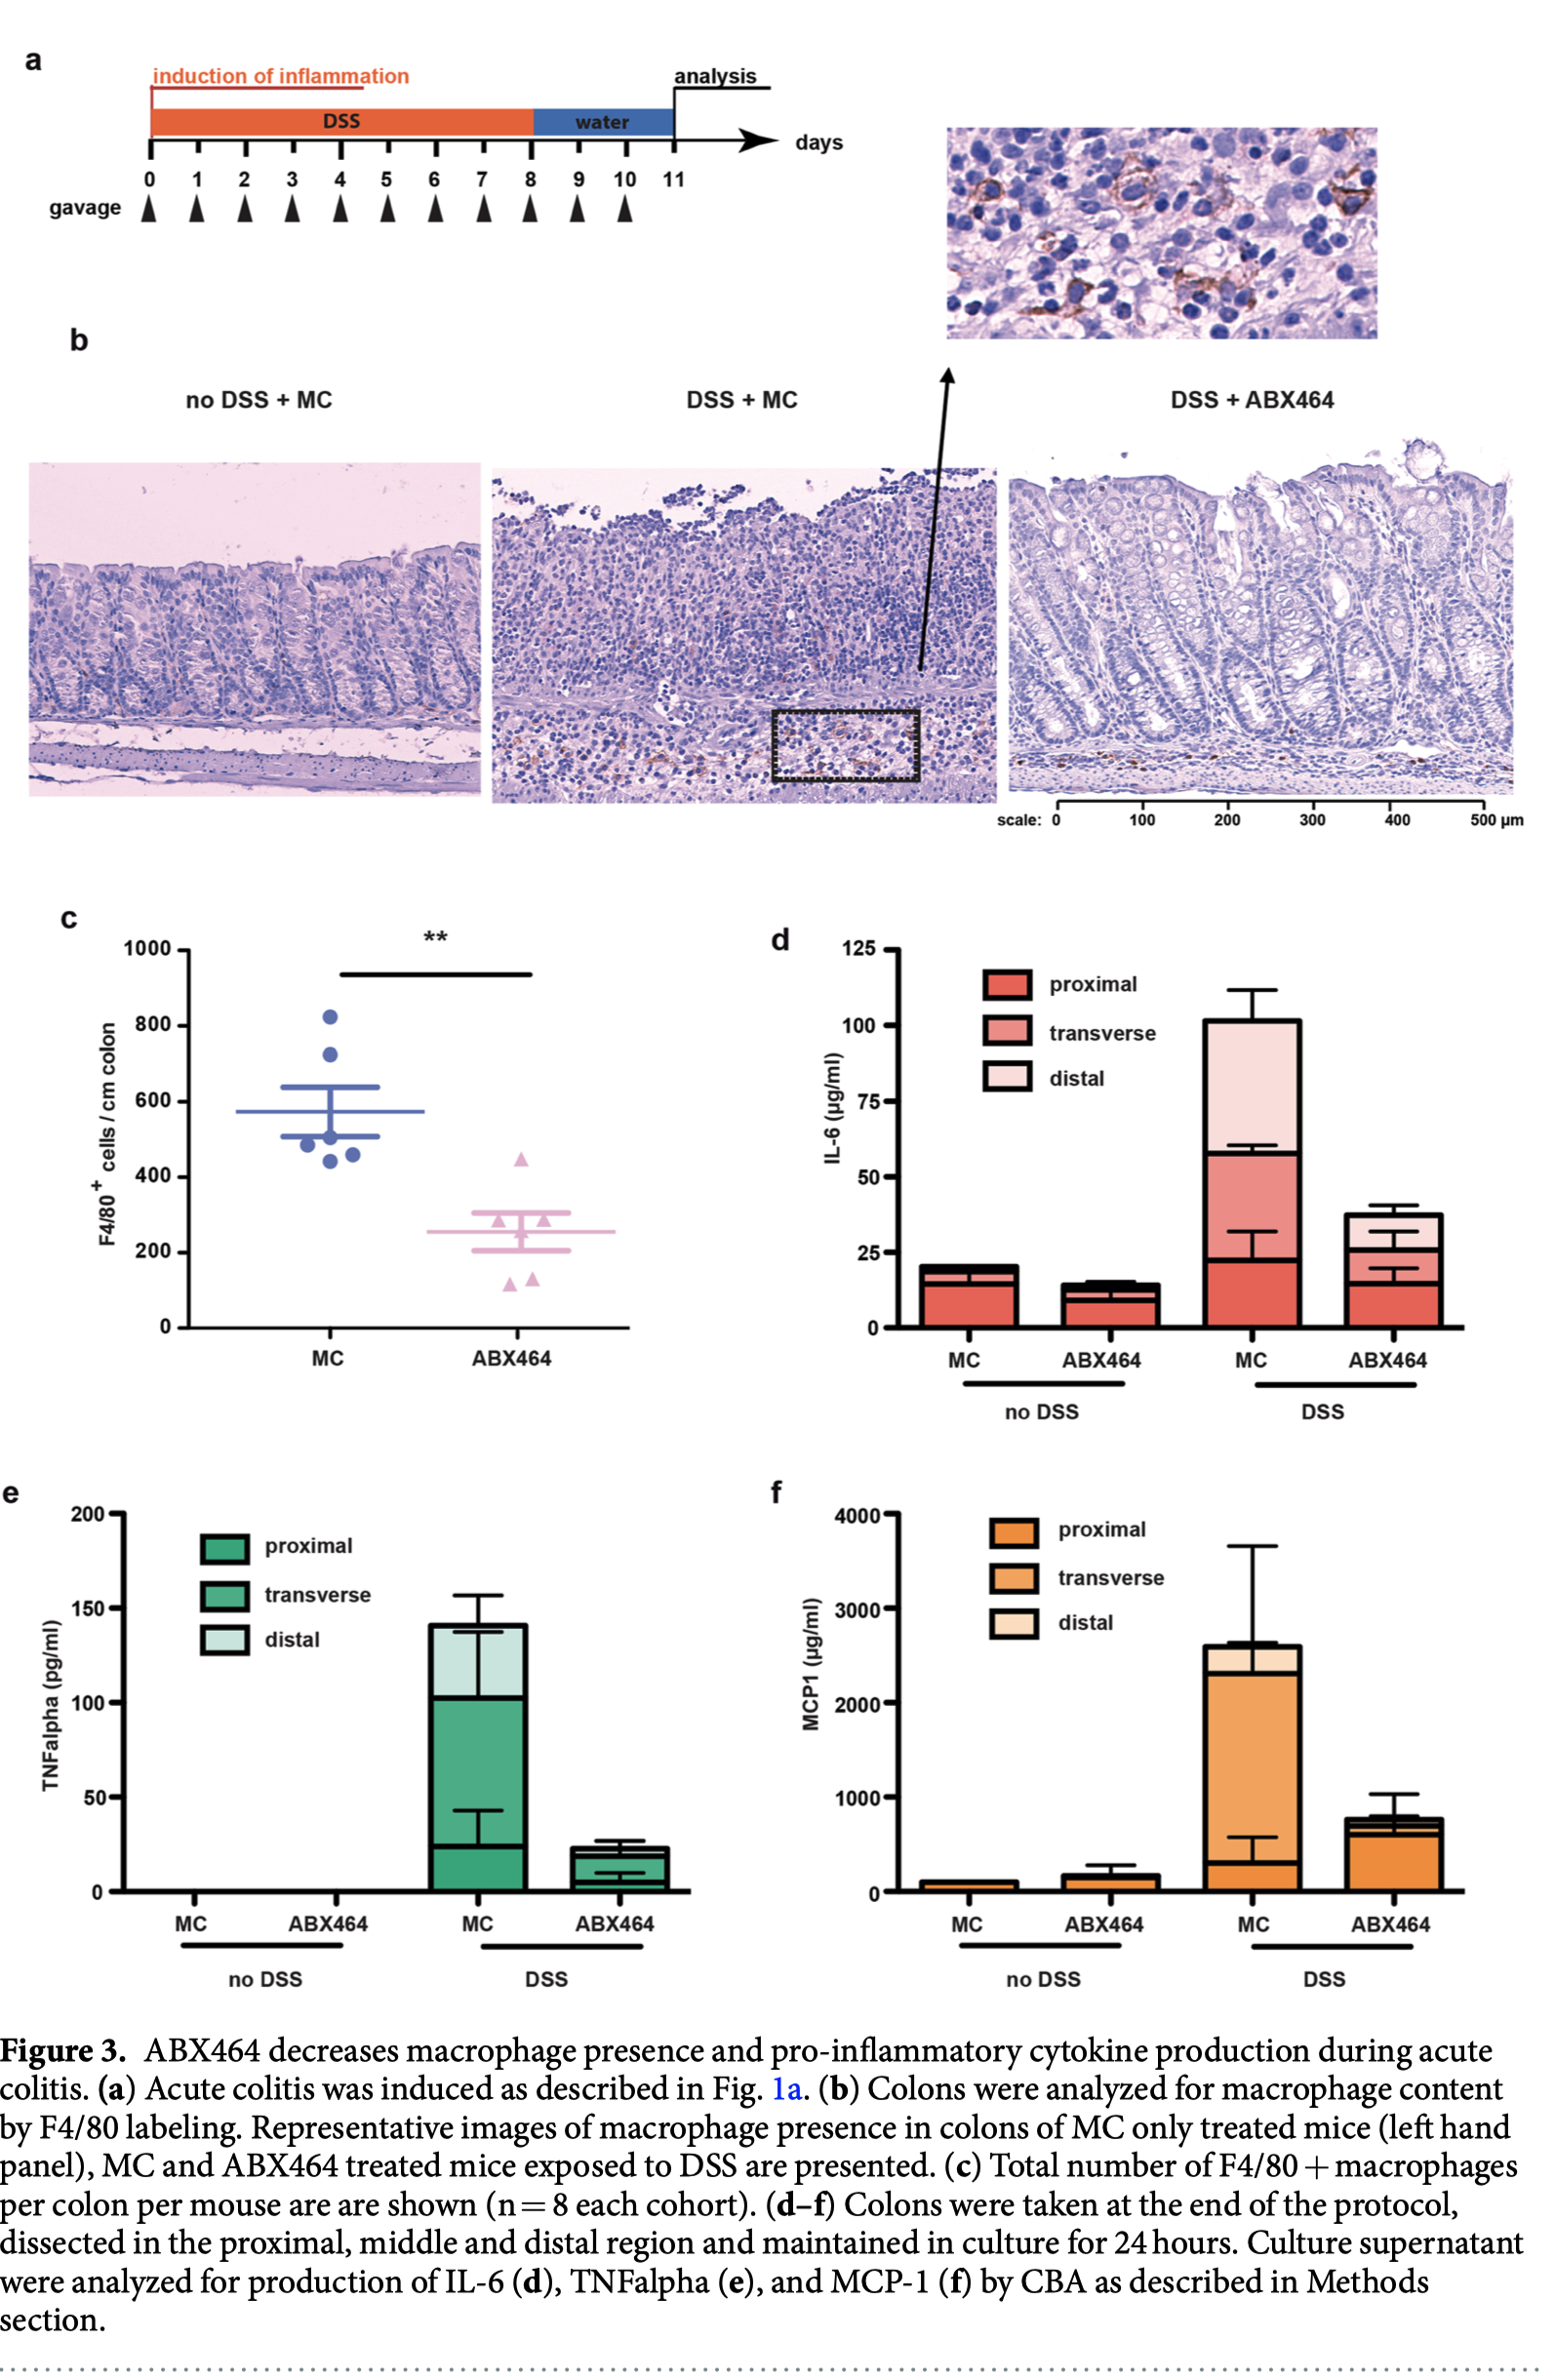 a
induction of inflammation
analysis
DSS
water
days
0 1 2 3 4 5 6 7 8 9 10 11
gavage
b
no DSS + MC
DSS + MC
DSS + ABX464
scale: 0 100 200 300 400 500 µm
c
**
1000
800
600
400
200
0
F4/80+ cells / cm colon
MC
ABX464
d
125
100
75
50
25
0
IL-6 (µg/ml)
proximal
transverse
distal
MC ABX464 MC ABX464
no DSS DSS
e
200
150
100
50
0
TNFalpha (pg/ml)
proximal
transverse
distal
MC ABX464 MC ABX464
no DSS DSS
f
4000
3000
2000
1000
0
MCP1 (µg/ml)
proximal
transverse
distal
MC ABX464 MC ABX464
no DSS DSS
Figure 3. ABX464 decreases macrophage presence and pro-inflammatory cytokine production during acute
colitis. (a) Acute colitis was induced as described in Fig. 1a. (b) Colons were analyzed for macrophage content
by F4/80 labeling. Representative images of macrophage presence in colons of MC only treated mice (left hand
panel), MC and ABX464 treated mice exposed to DSS are presented. (c) Total number of F4/80 + macrophages
per colon per mouse are are shown (n = 8 each cohort). (d–f) Colons were taken at the end of the protocol,
dissected in the proximal, middle and distal region and maintained in culture for 24 hours. Culture supernatant
were analyzed for production of IL-6 (d), TNFalpha (e), and MCP-1 (f) by CBA as described in Methods
section.